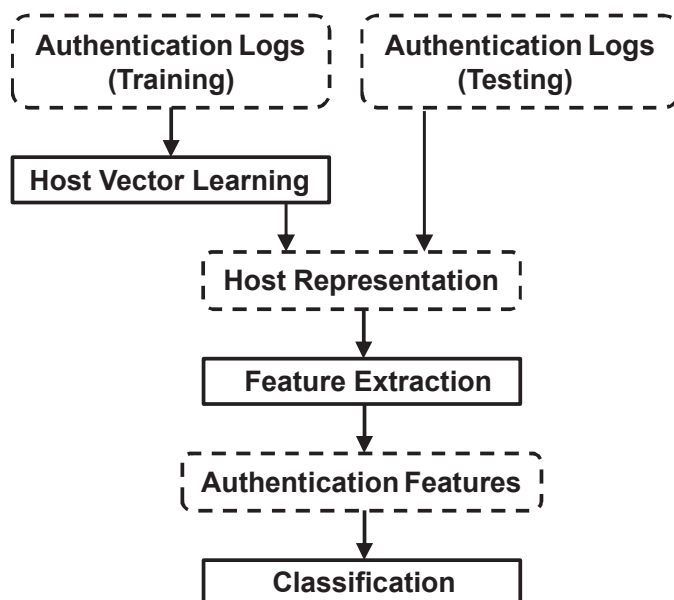 Authentication Logs
(Training)
Authentication Logs
(Testing)
Host Vector Learning
Host Representation
Feature Extraction
Authentication Features
Classification